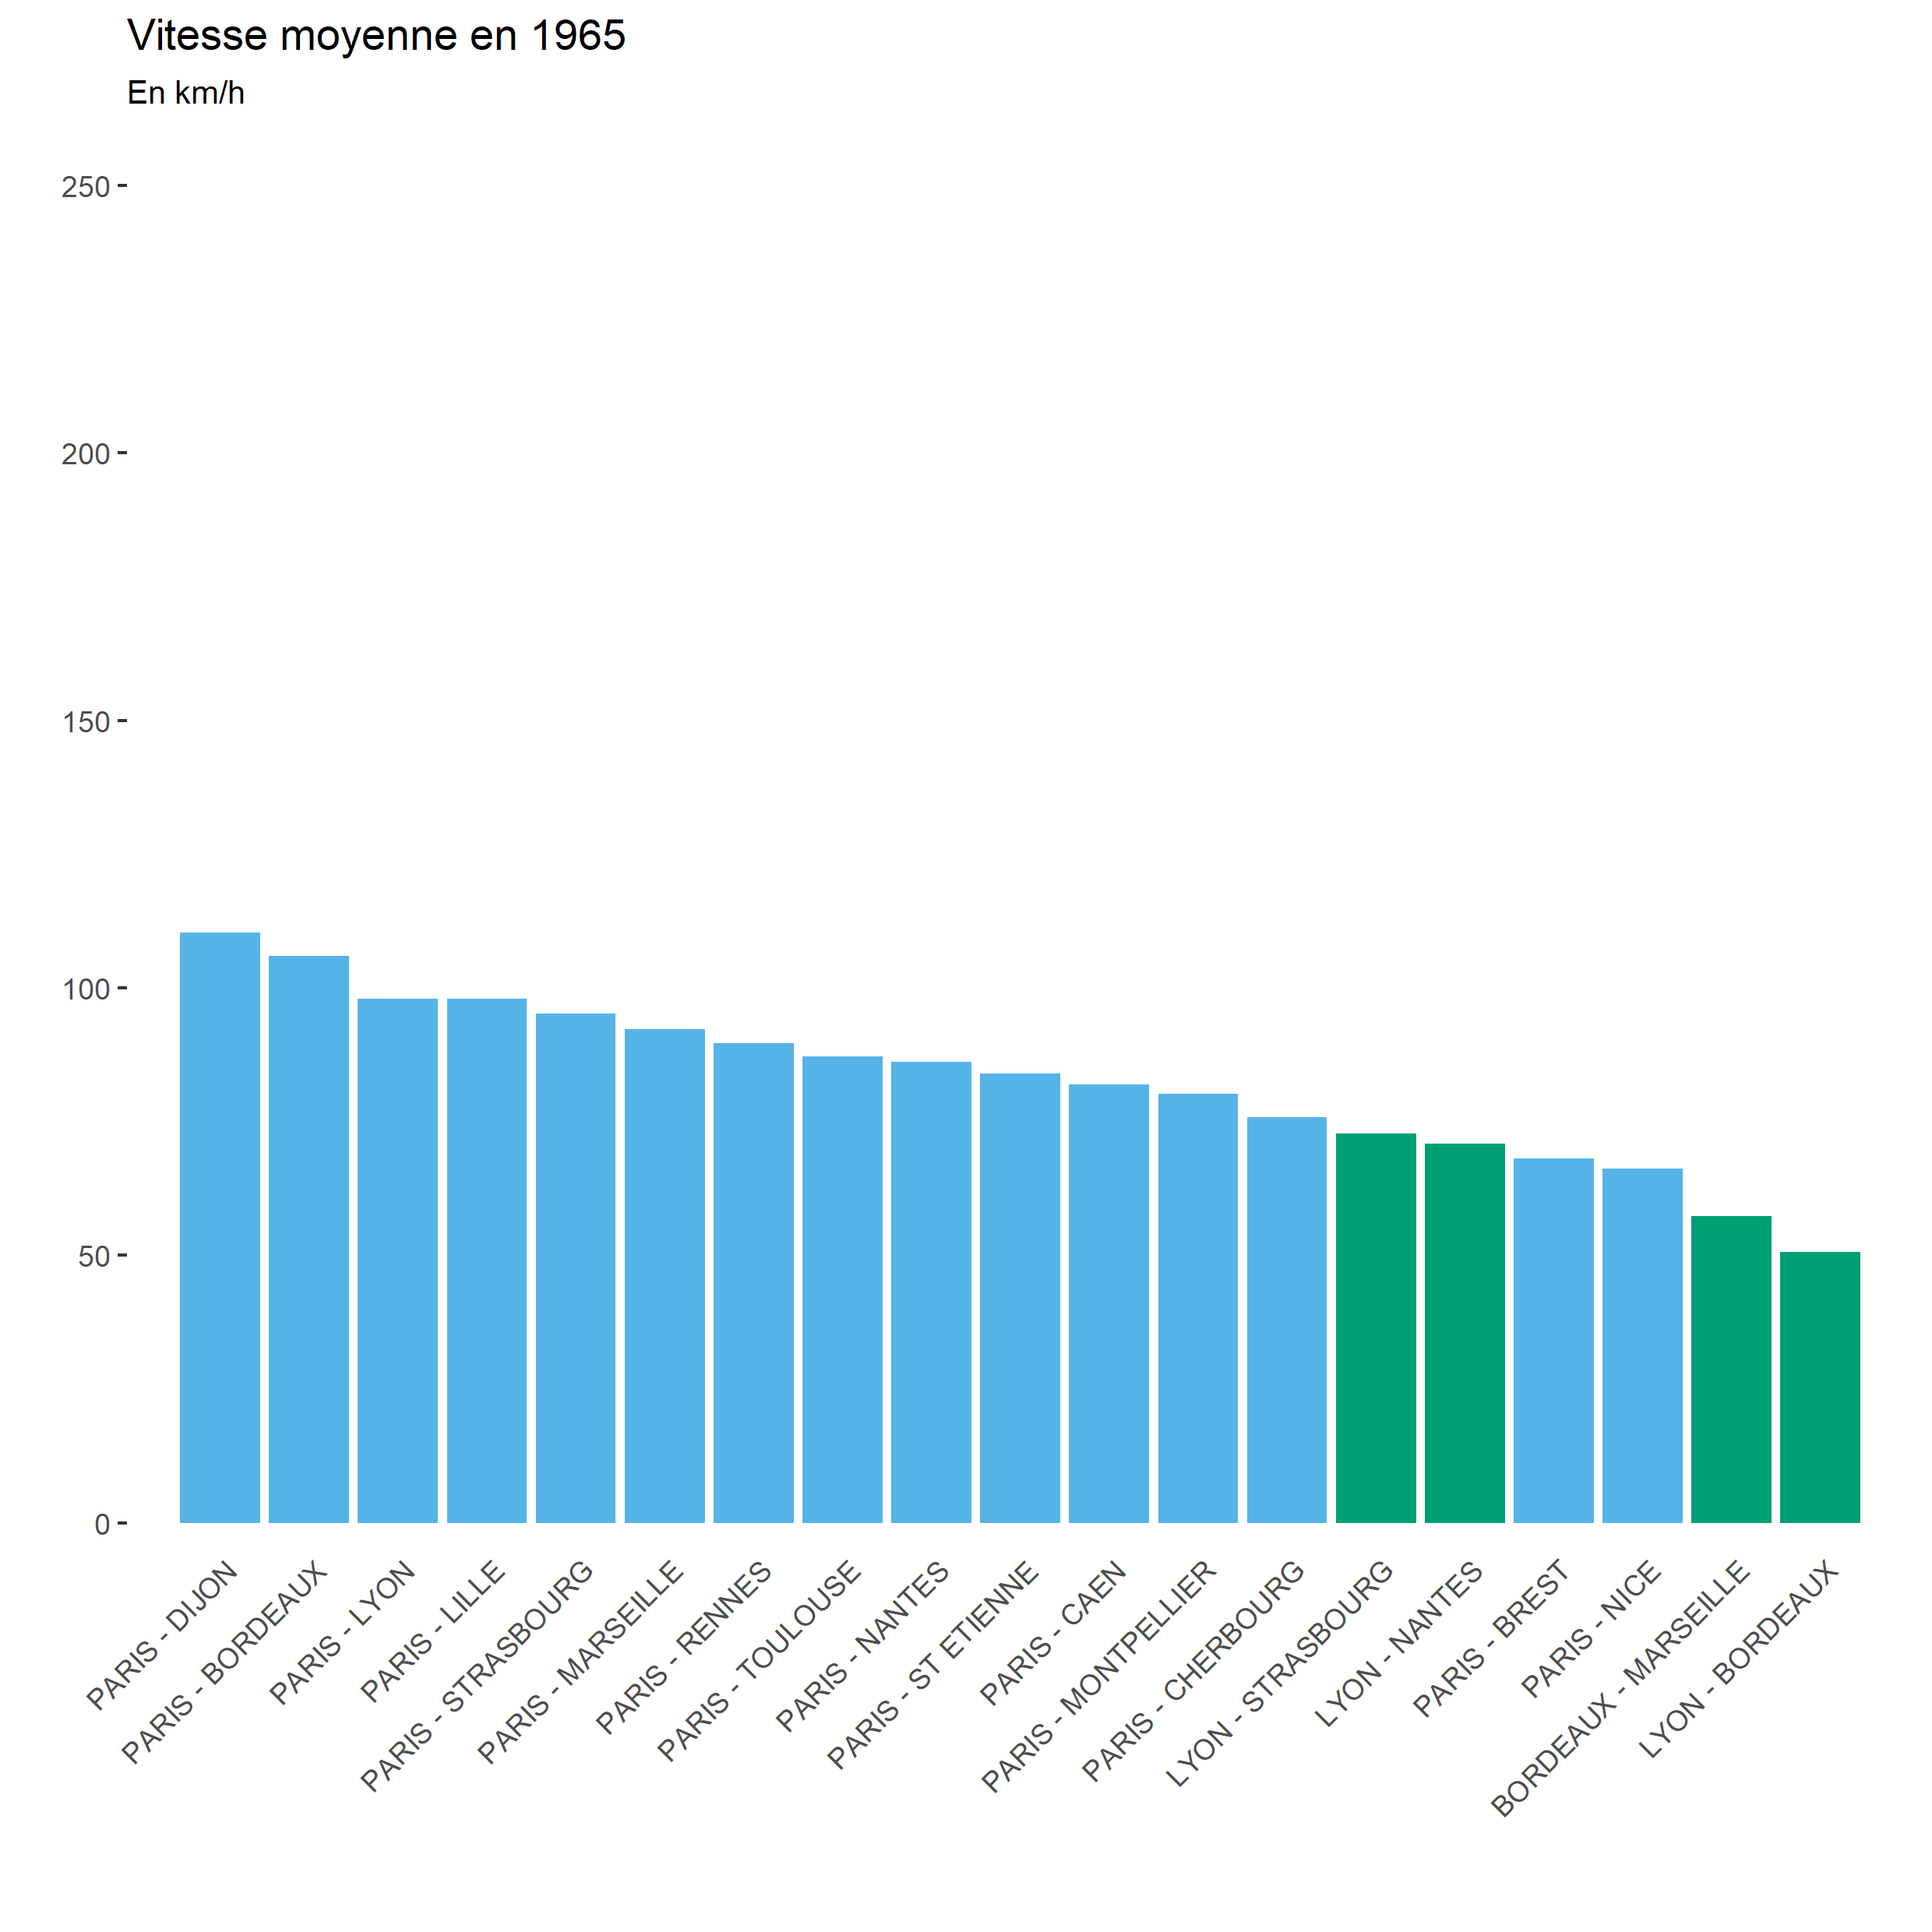 Vitesse moyenne en 1965
En km/h
250
200
150
100
50
0
PARIS - DIJON
PARIS - BORDEAUX
PARIS - LYON
PARIS - LILLE
PARIS - STRASBOURG
PARIS - MARSEILLE
PARIS - RENNES
PARIS - TOULOUSE
PARIS - NANTES
PARIS - ST ETIENNE
PARIS - CAEN
PARIS - MONTPELLIER
PARIS - CHERBOURG
LYON - STRASBOURG
LYON - NANTES
PARIS - BREST
PARIS - NICE
BORDEAUX - MARSEILLE
LYON - BORDEAUX